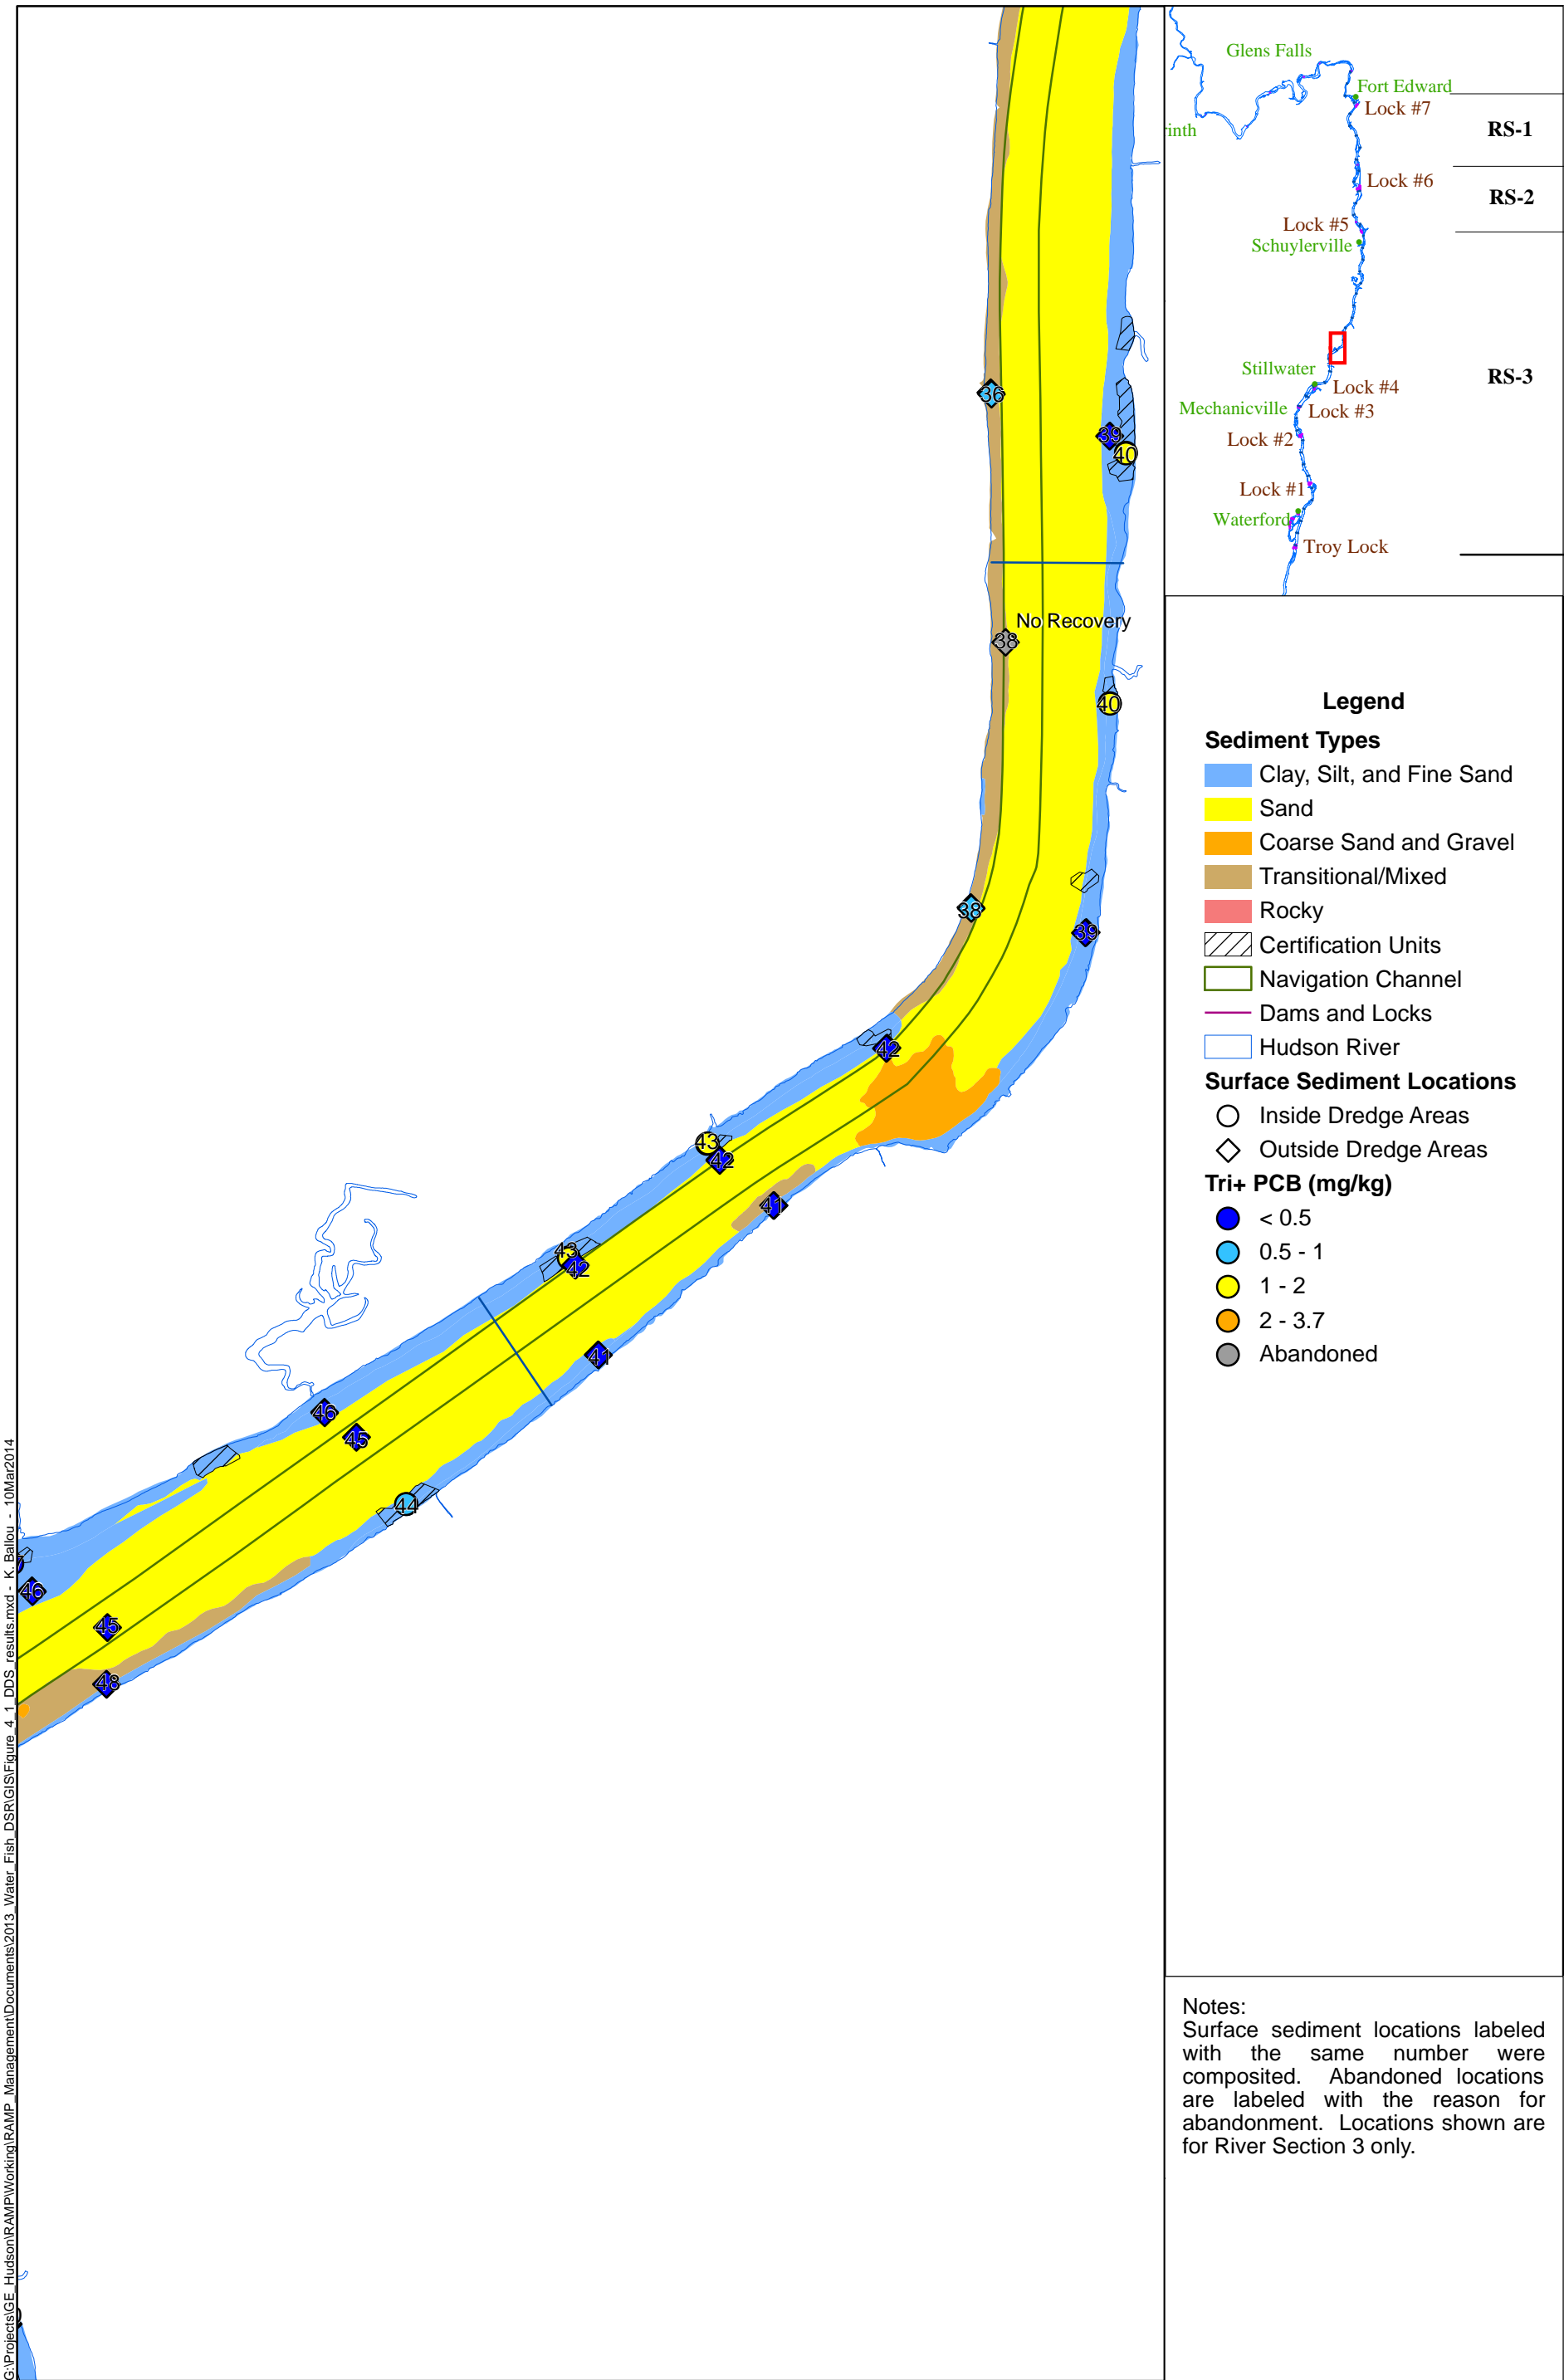 Glens Falls
Fort Edward
Lock #7
inth
RS-1
Lock #6
RS-2
Lock #5
Schuylerville
Stillwater
RS-3
Lock #4
Mechanicville
Lock #3
Lock #2
Lock #1
Waterford
Troy Lock
36
39
40
No Recovery
38
40
38
39
42
43
42
41
43
42
41
46
45
44
46
45
48
Legend
Sediment Types
Clay, Silt, and Fine Sand
Sand
Coarse Sand and Gravel
Transitional/Mixed
Rocky
Certification Units
Navigation Channel
Dams and Locks
Hudson River
Surface Sediment Locations
Inside Dredge Areas
Outside Dredge Areas
Tri+ PCB (mg/kg)
< 0.5
0.5 - 1
1 - 2
2 - 3.7
Abandoned
Notes:
Surface sediment locations labeled
with the same number were
composited. Abandoned locations
are labeled with the reason for
abandonment. Locations shown are
for River Section 3 only.
G:\Projects\GE_Hudson\RAMP\Working\RAMP_Management\Documents\2013_Water_Fish_DSR\GIS\Figure_4_1_DDS_results.mxd - K. Ballou - 10Mar2014